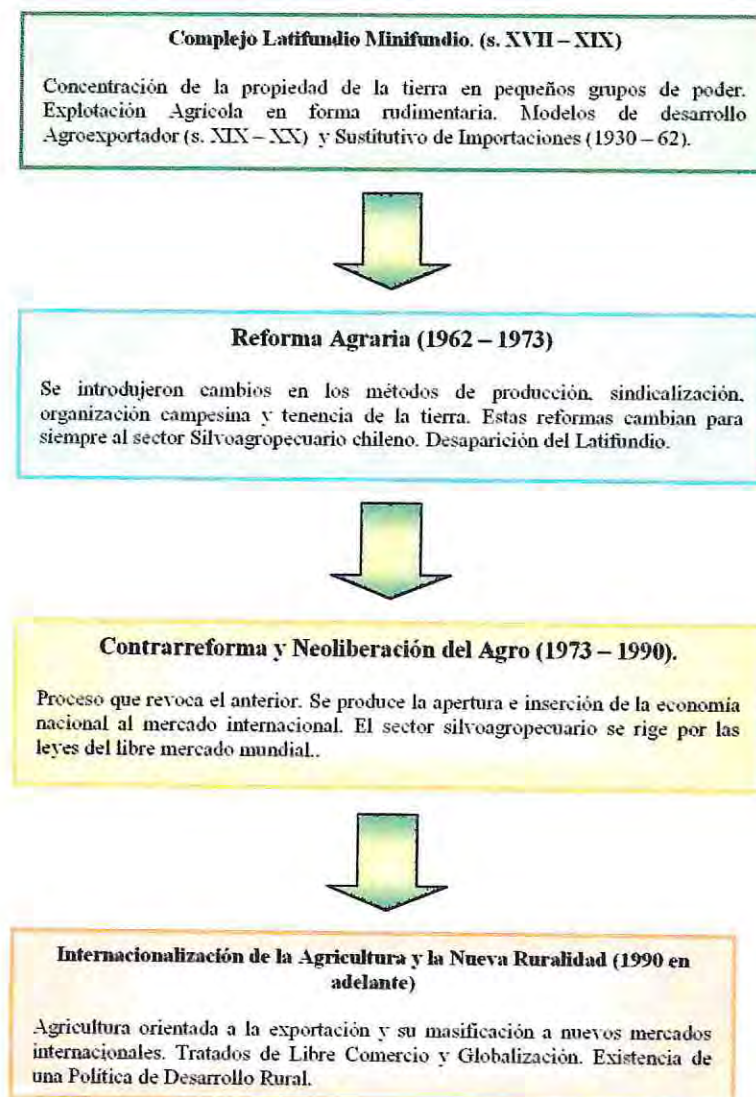 Complejo Latifundio Minifundio. (s. XVII – XIX)
Concentración de la propiedad de la tierra en pequeños grupos de poder.
Explotación Agrícola en forma rudimentaria. Modelos de desarrollo
Agroexportador (s. XIX – XX) y Sustitutivo de Importaciones (1930 – 62).
Reforma Agraria (1962 – 1973)
Se introdujeron cambios en los métodos de producción, sindicalización,
organización campesina y tenencia de la tierra. Estas reformas cambian para
siempre al sector Silvoagropecuario chileno. Desaparición del Latifundio.
Contrarreforma y Neoliberación del Agro (1973 – 1990).
Proceso que revoca el anterior. Se produce la apertura e inserción de la economía
nacional al mercado internacional. El sector silvoagropecuario se rige por las
leyes del libre mercado mundial..
Internacionalización de la Agricultura y la Nueva Ruralidad (1990 en
adelante)
Agricultura orientada a la exportación y su masificación a nuevos mercados
internacionales. Tratados de Libre Comercio y Globalización. Existencia de
una Política de Desarrollo Rural.